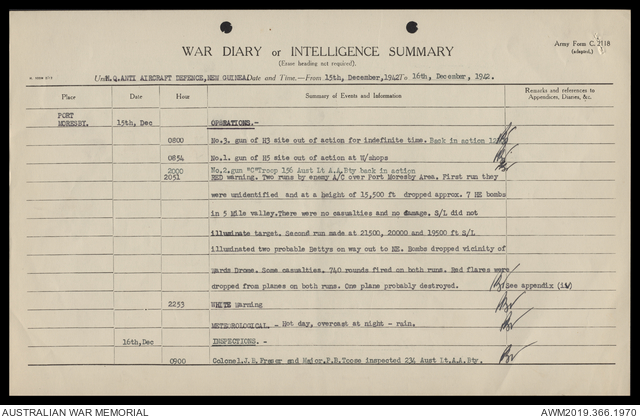 WAR DIARY or INTELLIGENCE SUMMARY
(Erase heading not required).
Army Form C. 2118
(adapted.)
Unit H.Q. ANTI AIRCRAFT DEFENCE, NEW GUINEA Date and Time.—From 15th, December, 1942 To 16th, December, 1942.
Place Date Hour Summary of Events and Information Remarks and references to Appendices, Diaries, &c.
PORT
MORESBY. 15th, Dec OPERATIONS.-
0800 No.3. gun of H3 site out of action for indefinite time. Back in action
0854 No.1. gun of H5 site out of action at W/shops
2000 No.2.gun "C"Troop 156 Aust Lt A.A.Bty back in action
2051 RED warning. Two runs by enemy A/C over Port Moresby Area. First run they
were unidentified and at a height of 15,500 ft dropped approx. 7 HE bombs
in 5 Mile valley.There were no casualties and no damage. S/L did not
illuminate target. Second run made at 21500, 20000 and 19500 ft S/L
illuminated two probable Bettys on way out to NE. Bombs dropped vicinity of
Wards Drome. Some casualties. 740 rounds fired on both runs. Red flares were
dropped from planes on both runs. One plane probably destroyed. See appendix (iv)
2253 WHITE warning
METEOROLOGICAL. - Hot day, overcast at night - rain.
16th,Dec INSPECTIONS. -
0900 Colonel.J.B.Fraser and Major.P.B.Toose inspected 234 Aust Lt.A.A.Bty.
AUSTRALIAN WAR MEMORIAL AWM2019.366.1970